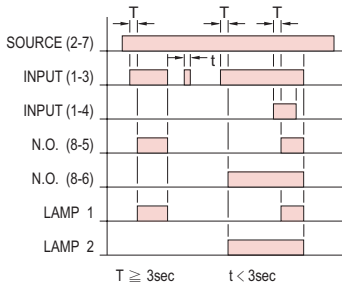 T T T
SOURCE (2-7)
INPUT (1-3) t
INPUT (1-4)
N.O. (8-5)
N.O. (8-6)
LAMP 1
LAMP 2
T ≧ 3sec t < 3sec